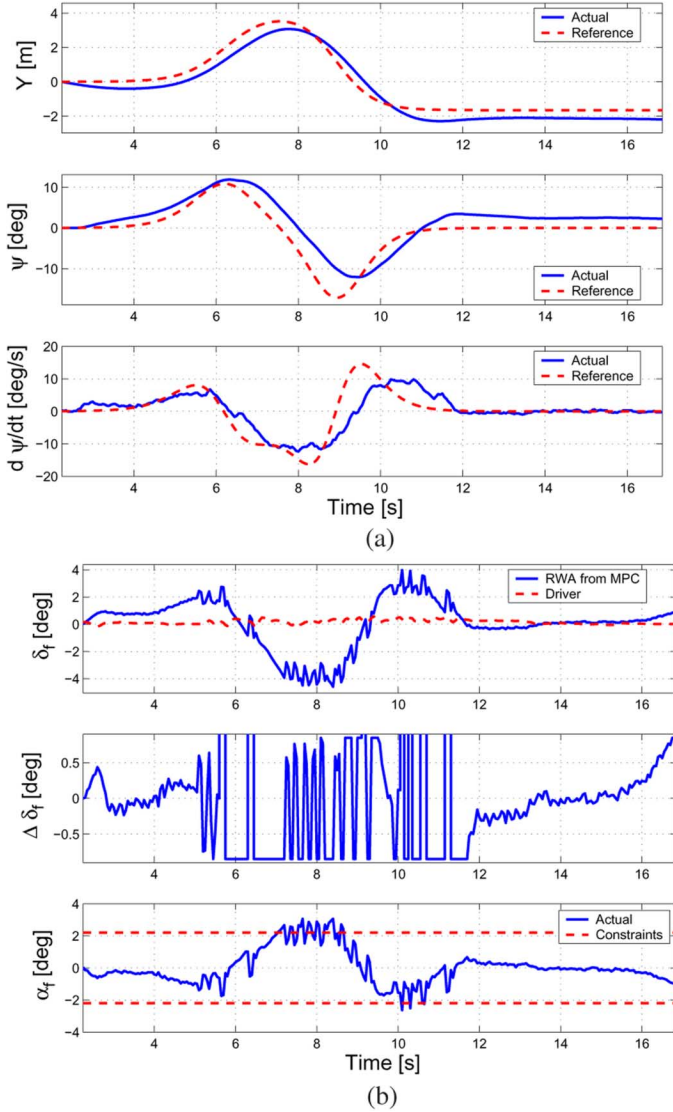 4
2
0
−2
Y [m]
Actual
Reference
4 6 8 10 12 14 16
10
0
−10
ψ [deg]
Actual
Reference
4 6 8 10 12 14 16
20
10
0
−10
−20
d ψ/dt [deg/s]
Actual
Reference
4 6 8 10 12 14 16
Time [s]
(a)
4
2
0
−2
−4
δf [deg]
RWA from MPC
Driver
4 6 8 10 12 14 16
0.5
0
−0.5
Δ δf [deg]
4 6 8 10 12 14 16
4
2
0
−2
−4
αf [deg]
Actual
Constraints
4 6 8 10 12 14 16
Time [s]
(b)